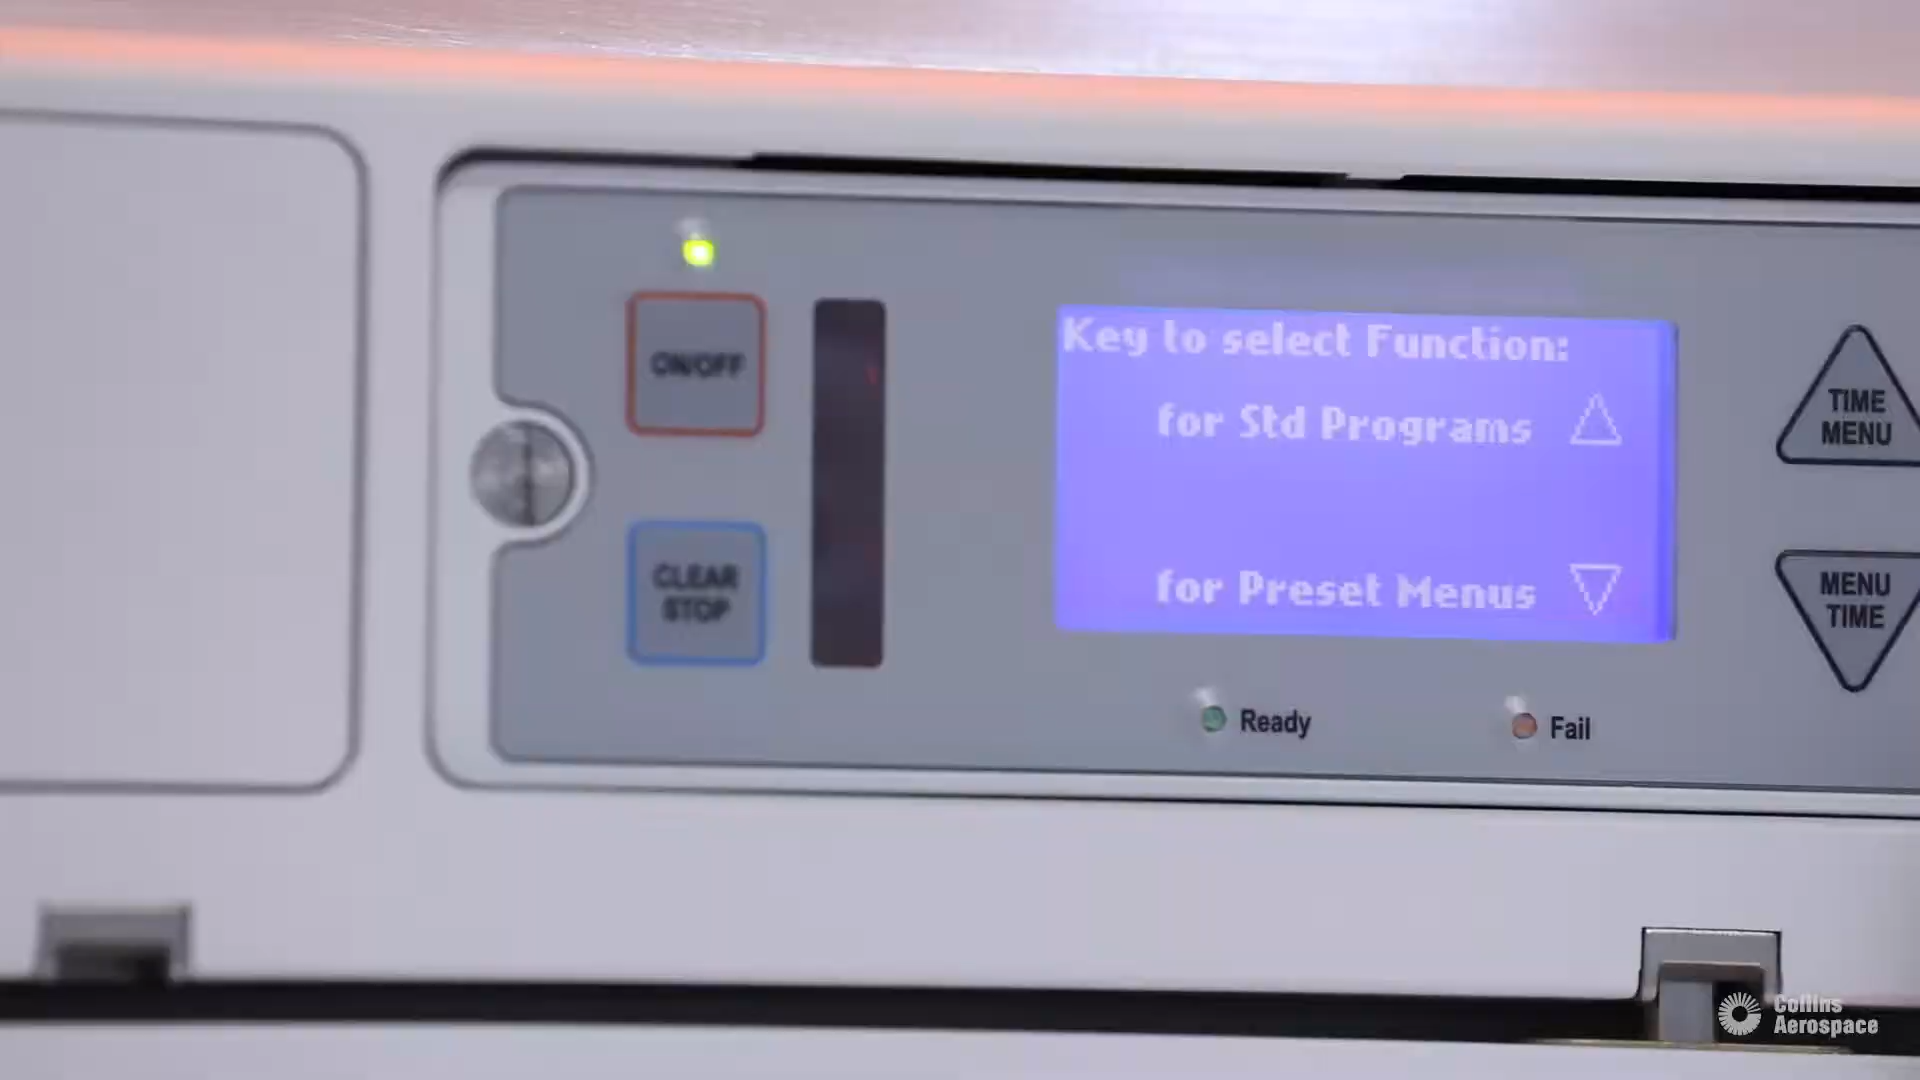 ON/OFF
CLEAR
STOP
Key to select Function:
for Std Programs
for Preset Menus
Ready
Fail
TIME
MENU
MENU
TIME
Collins
Aerospace